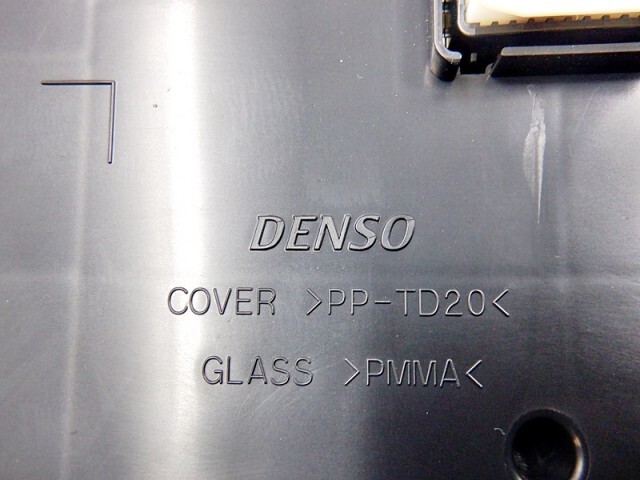 DENSO
COVER >PP-TD20<
GLASS >PMMA<